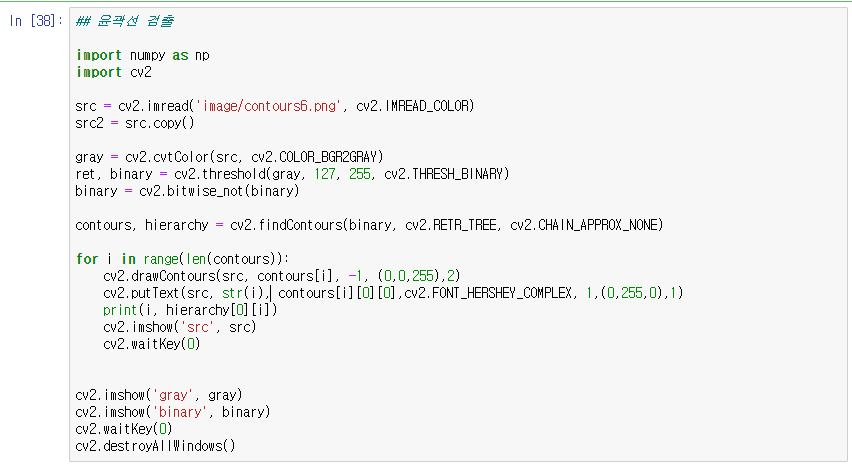 In [38]:
## 윤곽선 검출
import numpy as np
import cv2
src = cv2.imread('image/contours6.png', cv2.IMREAD_COLOR)
src2 = src.copy()
gray = cv2.cvtColor(src, cv2.COLOR_BGR2GRAY)
ret, binary = cv2.threshold(gray, 127, 255, cv2.THRESH_BINARY)
binary = cv2.bitwise_not(binary)
contours, hierarchy = cv2.findContours(binary, cv2.RETR_TREE, cv2.CHAIN_APPROX_NONE)
for i in range(len(contours)):
    cv2.drawContours(src, contours[i], -1, (0,0,255),2)
    cv2.putText(src, str(i), contours[i][0][0],cv2.FONT_HERSHEY_COMPLEX, 1,(0,255,0),1)
    print(i, hierarchy[0][i])
    cv2.imshow('src', src)
    cv2.waitKey(0)
cv2.imshow('gray', gray)
cv2.imshow('binary', binary)
cv2.waitKey(0)
cv2.destroyAllWindows()